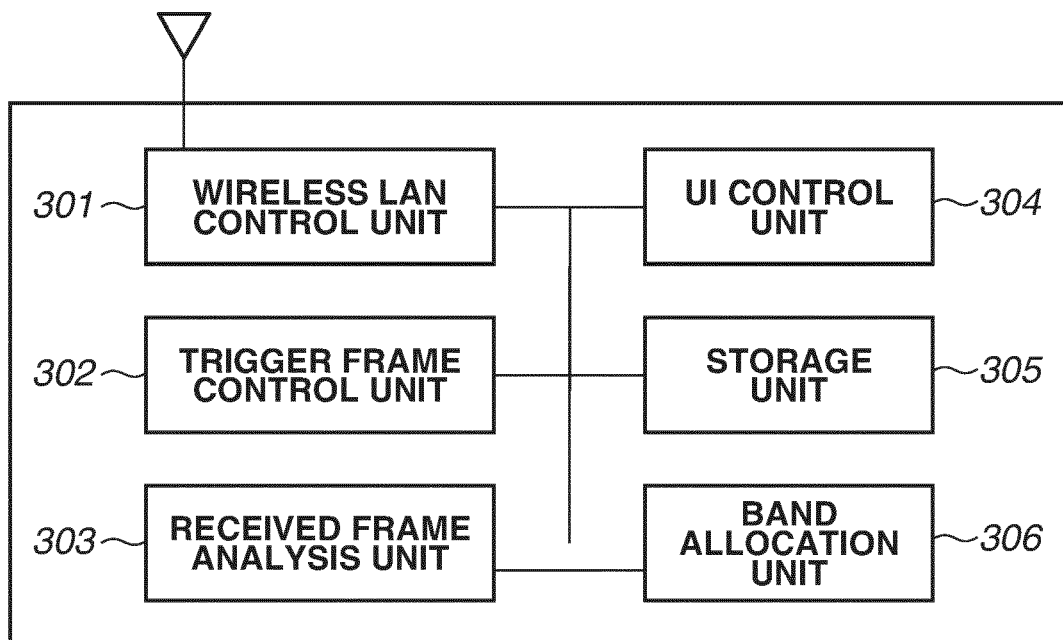 301
WIRELESS LAN
CONTROL UNIT
UI CONTROL
UNIT
304
302
TRIGGER FRAME
CONTROL UNIT
STORAGE
UNIT
305
303
RECEIVED FRAME
ANALYSIS UNIT
BAND
ALLOCATION
UNIT
306